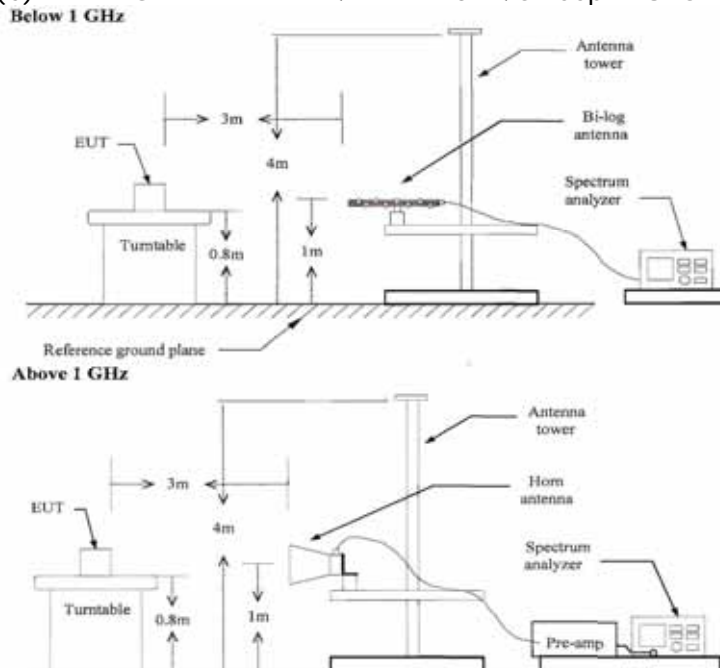 Below 1 GHz
Antenna
tower
3m
Bi-log
antenna
EUT
4m
Spectrum
analyzer
Turntable
0.8m
1m
Reference ground plane
Above 1 GHz
Antenna
tower
3m
Horn
antenna
EUT
4m
Spectrum
analyzer
Turntable
0.8m
1m
Pre-amp